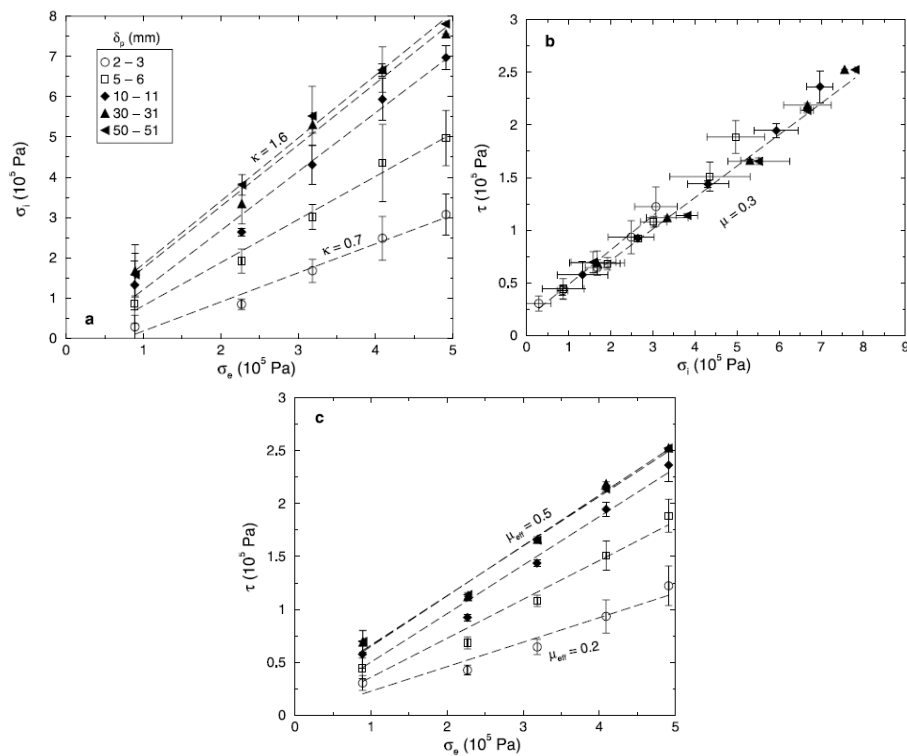 8
7
6
5
4
3
2
1
0
σi (10^5 Pa)
δp (mm)
2 – 3
5 – 6
10 – 11
30 – 31
50 – 51
κ = 1.6
κ = 0.7
a
0 1 2 3 4 5
σe (10^5 Pa)
b
3
2.5
2
1.5
1
0.5
0
τ (10^5 Pa)
μ = 0.3
0 1 2 3 4 5 6 7 8 9
σi (10^5 Pa)
c
3
2.5
2
1.5
1
0.5
0
τ (10^5 Pa)
μeff = 0.5
μeff = 0.2
0 1 2 3 4 5
σe (10^5 Pa)